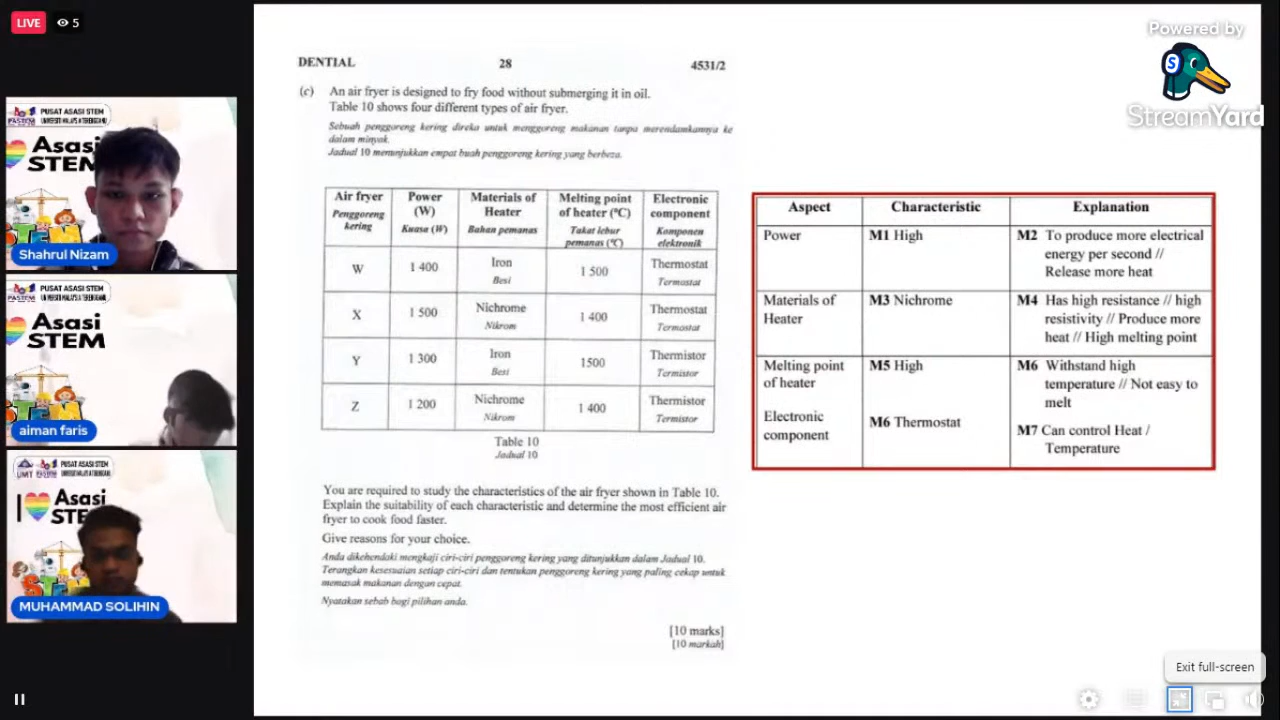 LIVE 5
Powered by
StreamYard
PUSAT ASASI STEM
Asasi
STEM
Shahrul Nizam
PUSAT ASASI STEM
Asasi
STEM
aiman faris
UMT
PUSAT ASASI STEM
I
Asasi
MUHAMMAD SOLIHIN
DENTIAL 28 4531/2
(c) An air fryer is designed to fry food without submerging it in oil.
Table 10 shows four different types of air fryer.
Sebuah penggoreng kering direka untuk menggoreng makanan tanpa merendamkannya ke
dalam minyak.
Jadual 10 menunjukkan empat buah penggoreng kering yang berbeza.
Air fryer Power Materials of Melting point Electronic
Penggoreng (W) Heater of heater (°C) component
kering Kuasa (W) Bahan pemanas Takat lebur Komponen
pemanas (°C) elektronik
W 1 400 Iron 1 500 Thermostat
Besi Termostat
X 1 500 Nichrome 1 400 Thermostat
Nikrom Termostat
Y 1 300 Iron 1500 Thermistor
Besi Termistor
Z 1 200 Nichrome 1 400 Thermistor
Nikrom Termistor
Table 10
Jadual 10
You are required to study the characteristics of the air fryer shown in Table 10.
Explain the suitability of each characteristic and determine the most efficient air
fryer to cook food faster.
Give reasons for your choice.
Anda dikehendaki mengkaji ciri-ciri penggoreng kering yang ditunjukkan dalam Jadual 10.
Terangkan kesesuaian setiap ciri-ciri dan tentukan penggoreng kering yang paling cekap untuk
memasak makanan dengan cepat.
Nyatakan sebab bagi pilihan anda.
[10 marks]
[10 markah]
Aspect Characteristic Explanation
Power M1 High M2 To produce more electrical
energy per second //
Release more heat
Materials of M3 Nichrome M4 Has high resistance // high
Heater resistivity // Produce more
heat // High melting point
Melting point M5 High M6 Withstand high
of heater temperature // Not easy to
melt
Electronic M6 Thermostat M7 Can control Heat /
component Temperature
Exit full-screen